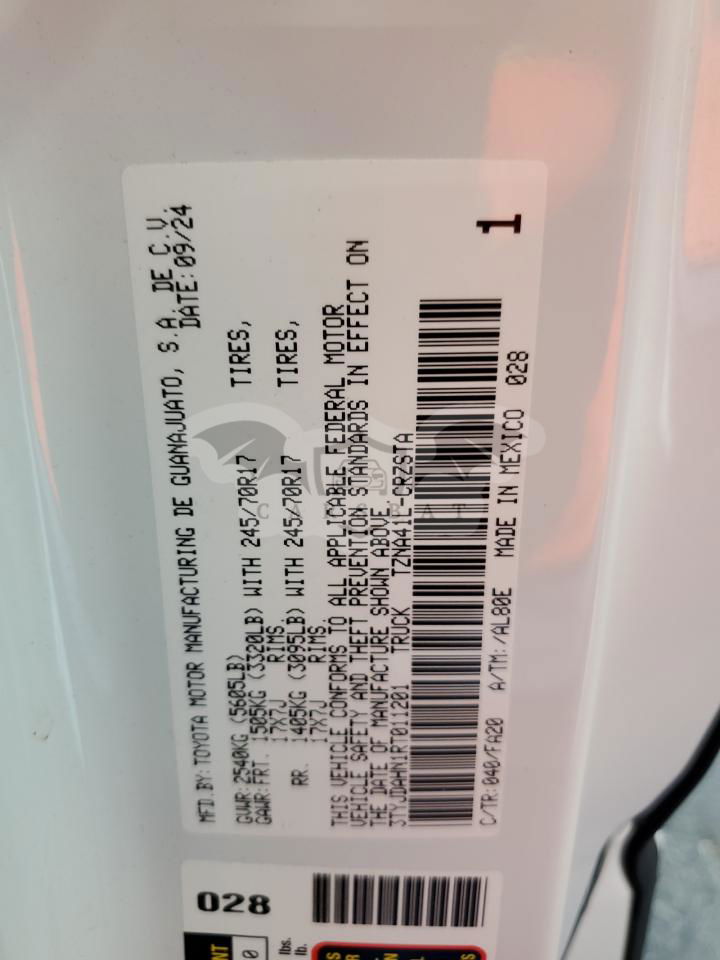 MFD.BY: TOYOTA MOTOR MANUFACTURING DE GUANAJUATO, S.A. DE C.V.
DATE: 09/24
GVWR: 2540KG (5605LB)
GAWR: FRT. 1505KG (3320LB) WITH 245/70R17 TIRES,
17X7J RIMS
RR. 1405KG (3095LB) WITH 245/70R17 TIRES,
17X7J RIMS
THIS VEHICLE CONFORMS TO ALL APPLICABLE FEDERAL MOTOR
VEHICLE SAFETY AND THEFT PREVENTION STANDARDS IN EFFECT ON
THE DATE OF MANUFACTURE SHOWN ABOVE.
3TYJDAHN1RT011201 TRUCK TZNA41L-CRZSTA
1
C/TR: 040/FA20 A/TM: /AL80E MADE IN MEXICO 028
028
lbs.
lb.